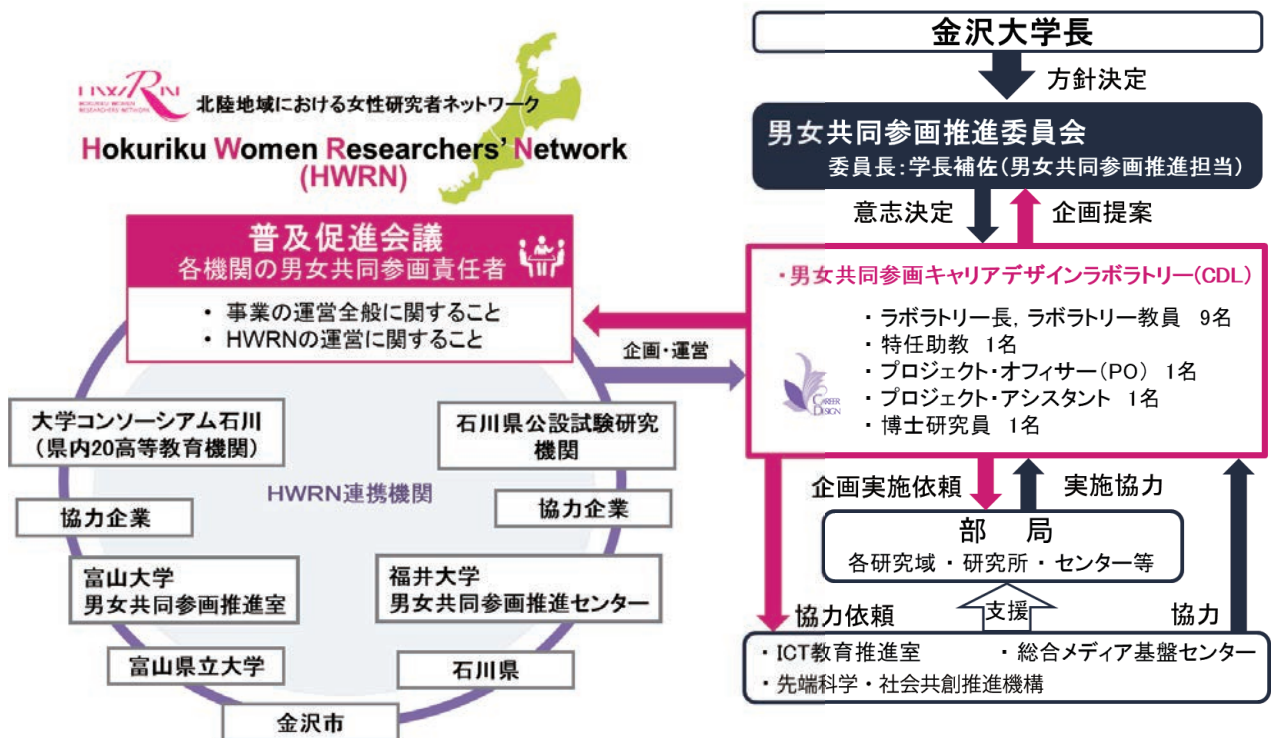 HWRN
HOKURIKU WOMEN
RESEARCHERS NETWORK
北陸地域における女性研究者ネットワーク
Hokuriku Women Researchers' Network
(HWRN)
普及促進会議
各機関の男女共同参画責任者
・ 事業の運営全般に関すること
・ HWRNの運営に関すること
企画・運営
大学コンソーシアム石川
(県内20高等教育機関)
石川県公設試験研究
機関
HWRN連携機関
協力企業
協力企業
富山大学
男女共同参画推進室
福井大学
男女共同参画推進センター
富山県立大学
石川県
金沢市
金沢大学長
方針決定
男女共同参画推進委員会
委員長:学長補佐(男女共同参画推進担当)
意志決定
企画提案
・男女共同参画キャリアデザインラボラトリー(CDL)
・ラボラトリー長, ラボラトリー教員 9名
・特任助教 1名
・プロジェクト・オフィサー(PO) 1名
・プロジェクト・アシスタント 1名
・博士研究員 1名
CAREER
DESIGN
企画実施依頼
実施協力
部 局
各研究域・研究所・センター等
協力依頼
支援
協力
・ICT教育推進室 ・総合メディア基盤センター
・先端科学・社会共創推進機構